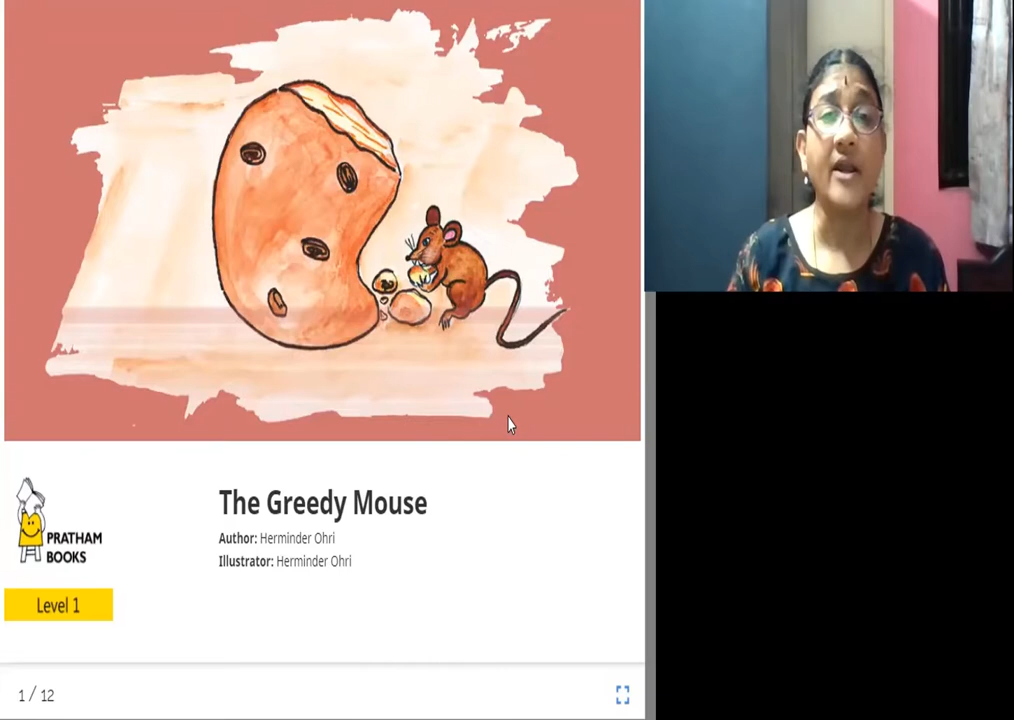 The Greedy Mouse
Author: Herminder Ohri
Illustrator: Herminder Ohri
PRATHAM
BOOKS
Level 1
1 / 12